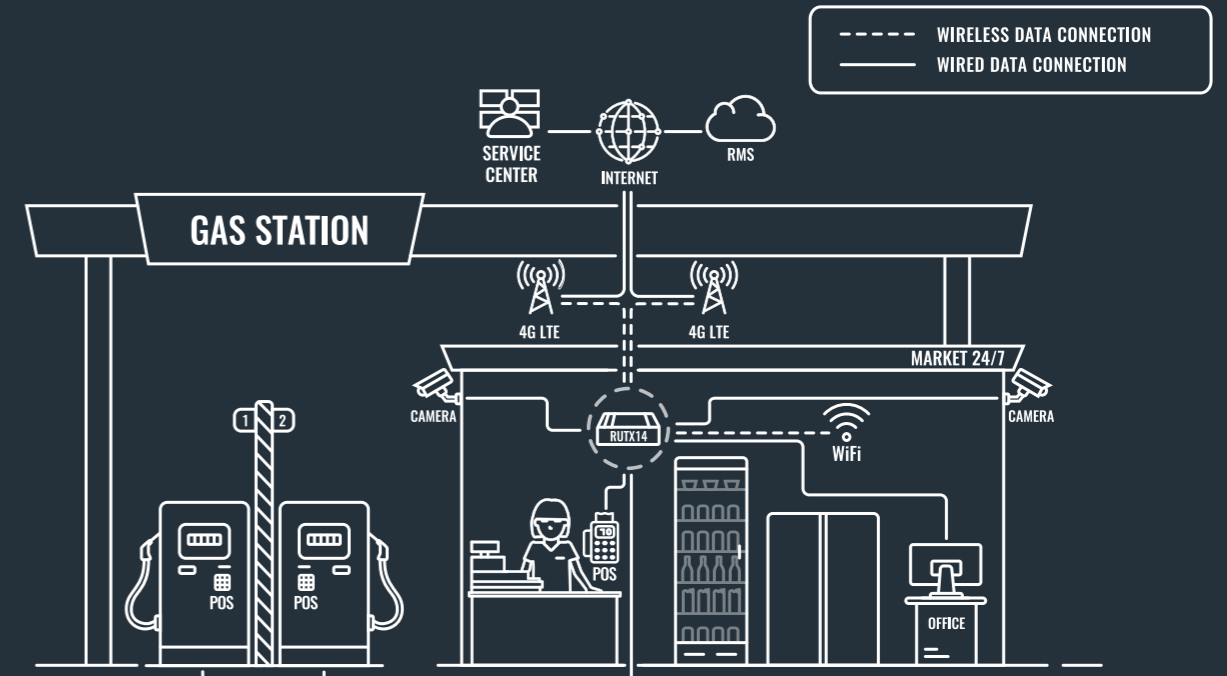 WIRELESS DATA CONNECTION
WIRED DATA CONNECTION
SERVICE
CENTER
INTERNET
RMS
GAS STATION
4G LTE
4G LTE
MARKET 24/7
CAMERA
CAMERA
1
2
RUTX14
WiFi
POS
POS
POS
OFFICE